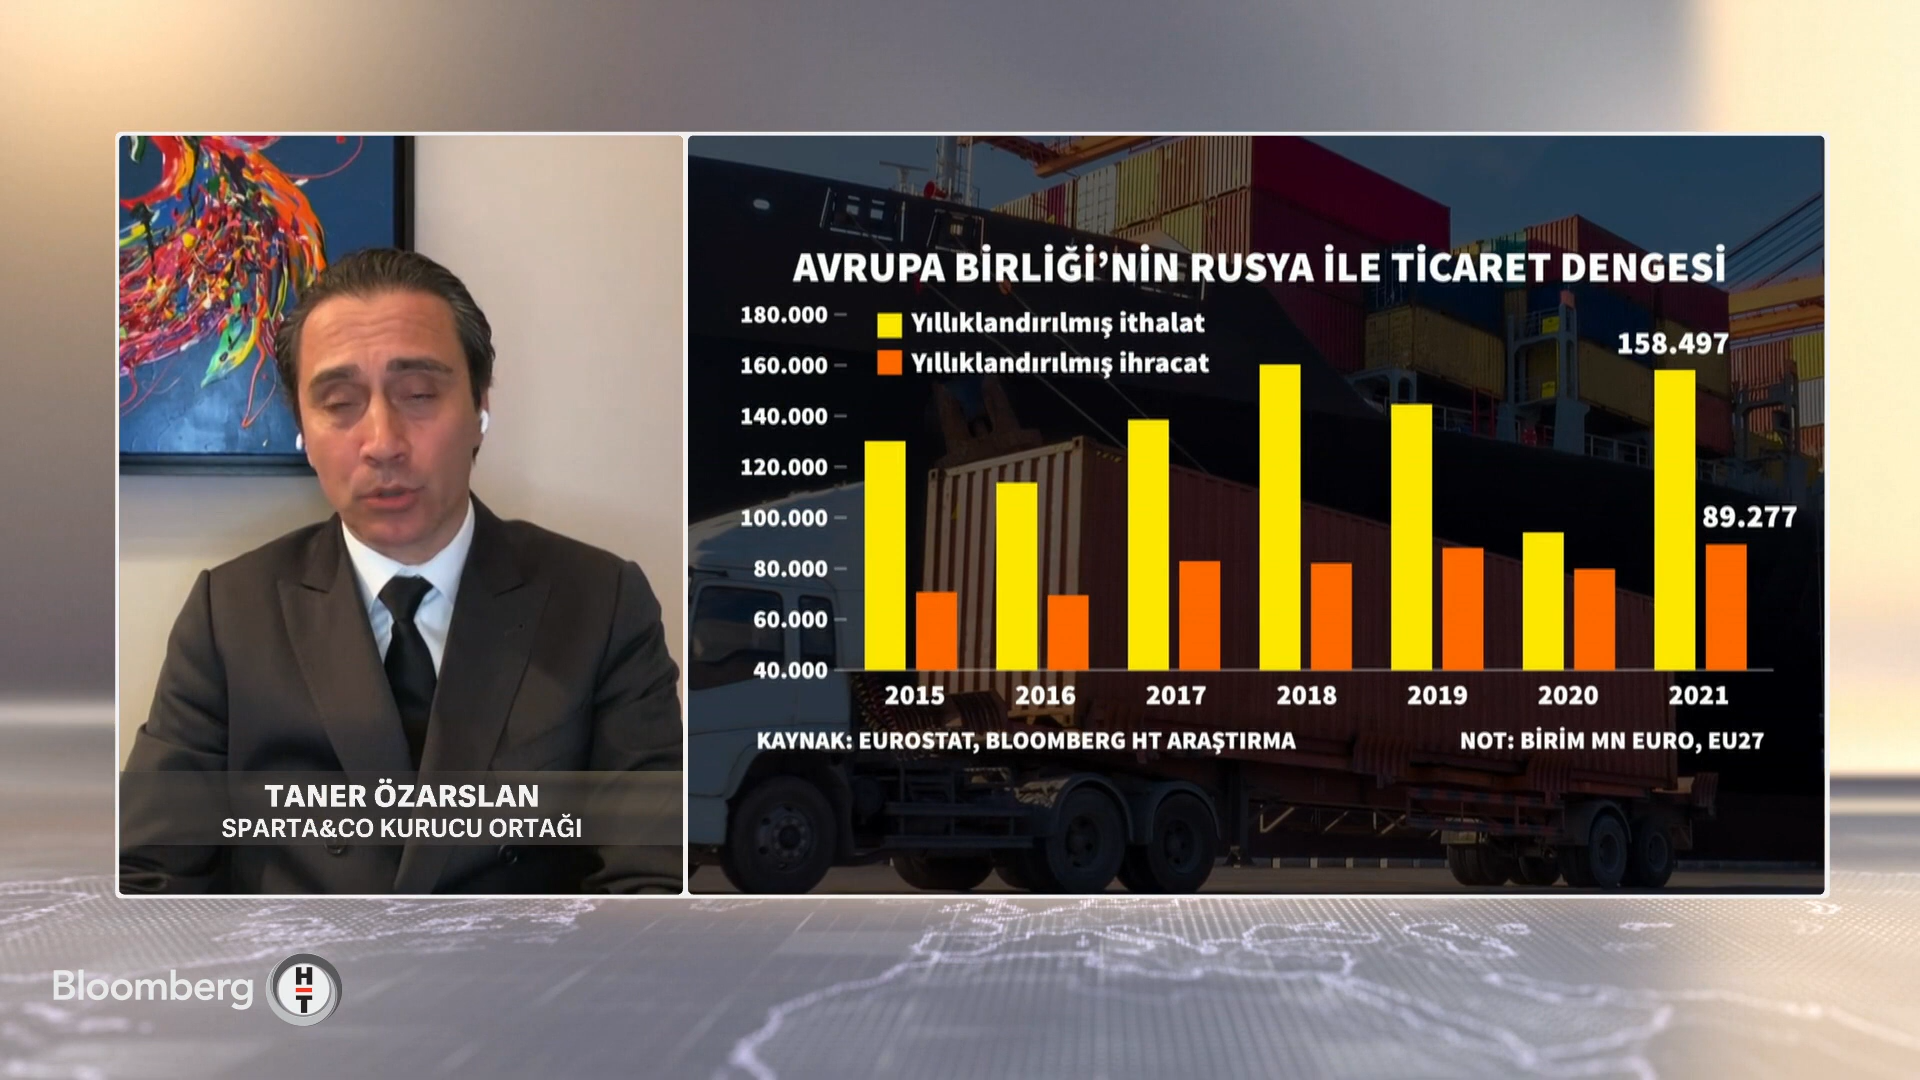 AVRUPA BİRLİĞİ’NİN RUSYA İLE TİCARET DENGESİ
180.000
160.000
140.000
120.000
100.000
80.000
60.000
40.000
Yıllıklandırılmış ithalat
Yıllıklandırılmış ihracat
158.497
89.277
2015 2016 2017 2018 2019 2020 2021
KAYNAK: EUROSTAT, BLOOMBERG HT ARAŞTIRMA
NOT: BİRİM MN EURO, EU27
TANER ÖZARSLAN
SPARTA&CO KURUCU ORTAĞI
Bloomberg HT